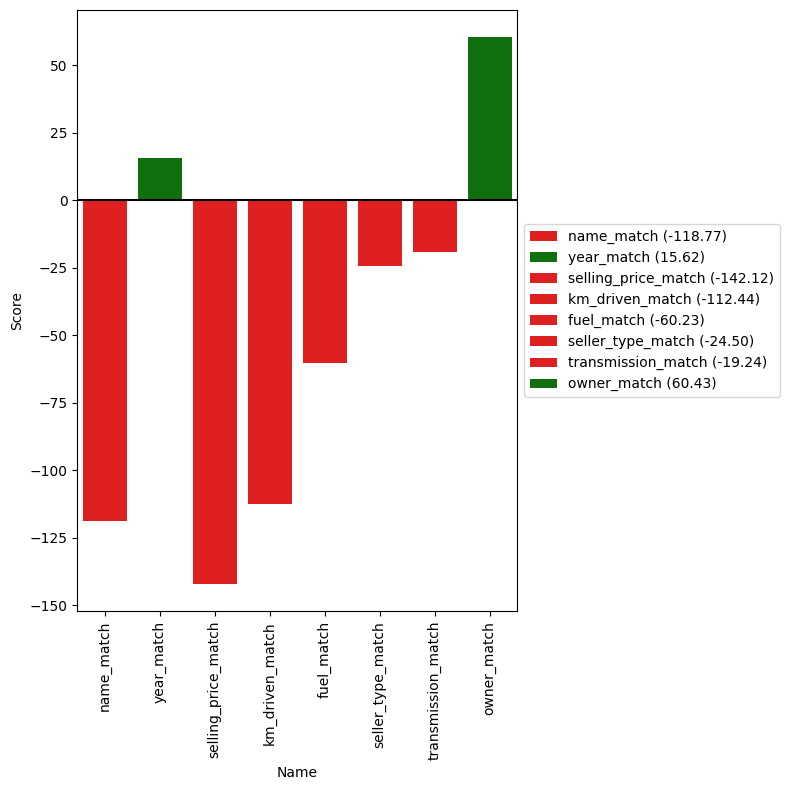 50
25
0
−25
−50
−75
−100
−125
−150
Score
name_match
year_match
selling_price_match
km_driven_match
fuel_match
seller_type_match
transmission_match
owner_match
Name
name_match (-118.77)
year_match (15.62)
selling_price_match (-142.12)
km_driven_match (-112.44)
fuel_match (-60.23)
seller_type_match (-24.50)
transmission_match (-19.24)
owner_match (60.43)